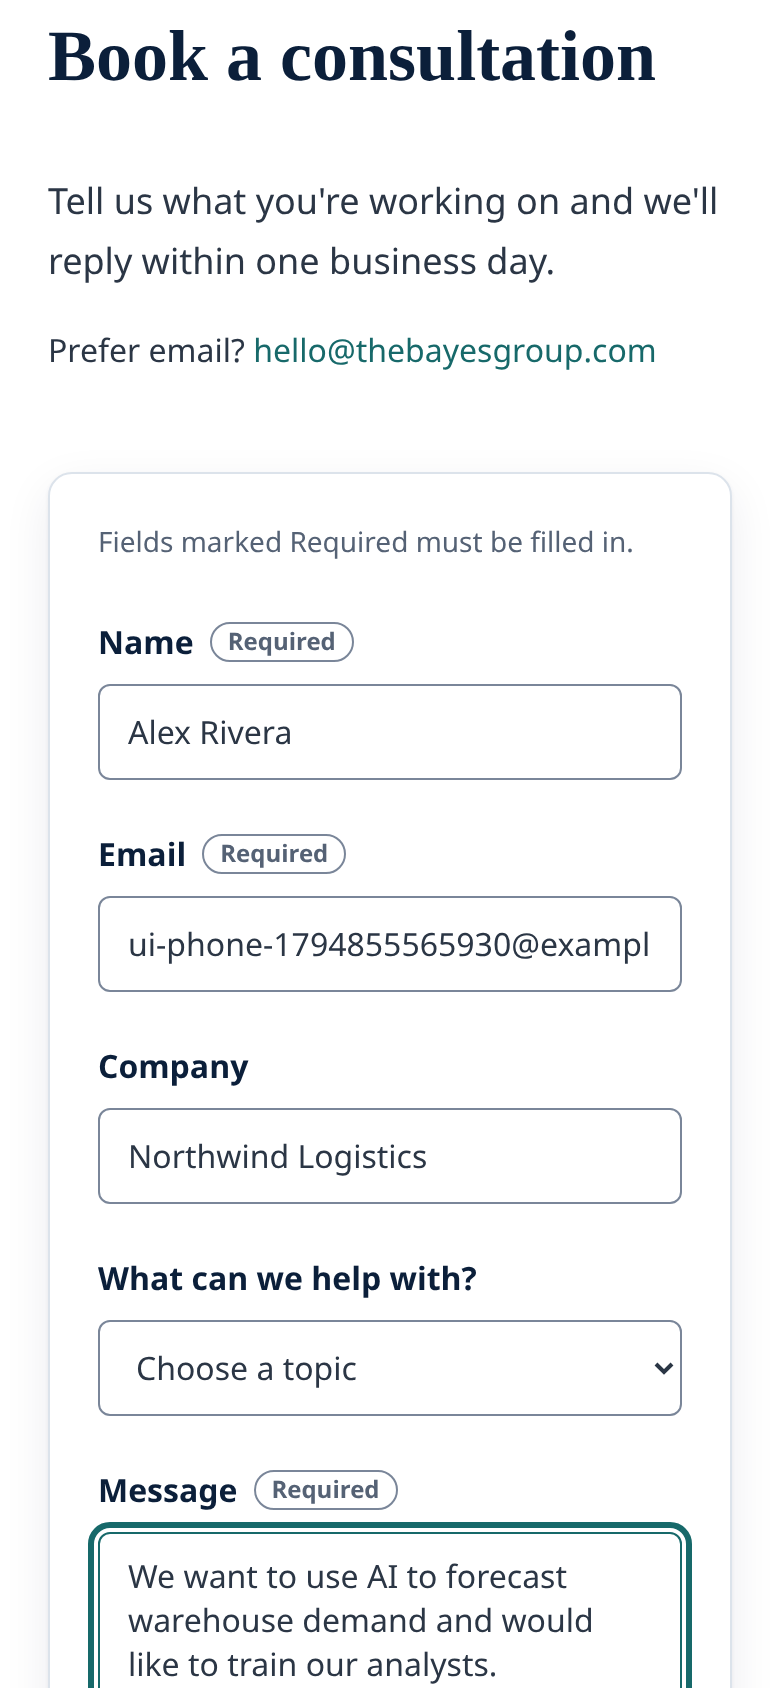 Book a consultation
Tell us what you're working on and we'll
reply within one business day.
Prefer email? hello@thebayesgroup.com
Fields marked Required must be filled in.
Name Required
Alex Rivera
Email Required
ui-phone-1794855565930@exampl
Company
Northwind Logistics
What can we help with?
Choose a topic
Message Required
We want to use AI to forecast
warehouse demand and would
like to train our analysts.